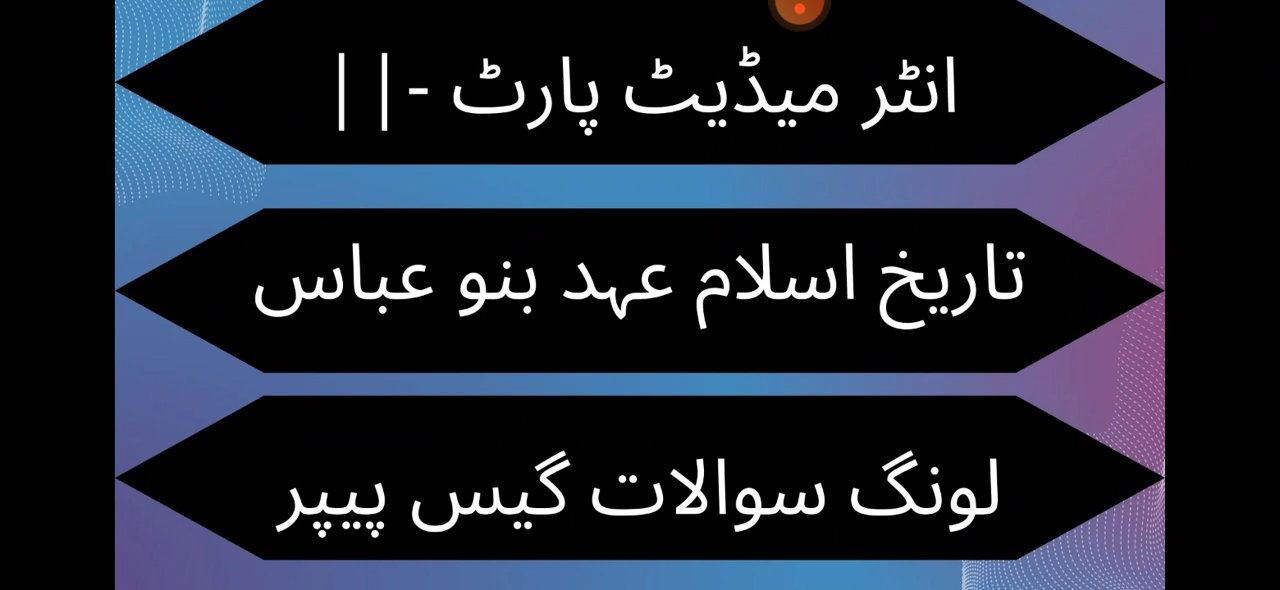 انٹر میڈیٹ پارٹ - | |
تاریخ اسلام عہد بنو عباس
لونگ سوالات گیس پیپر